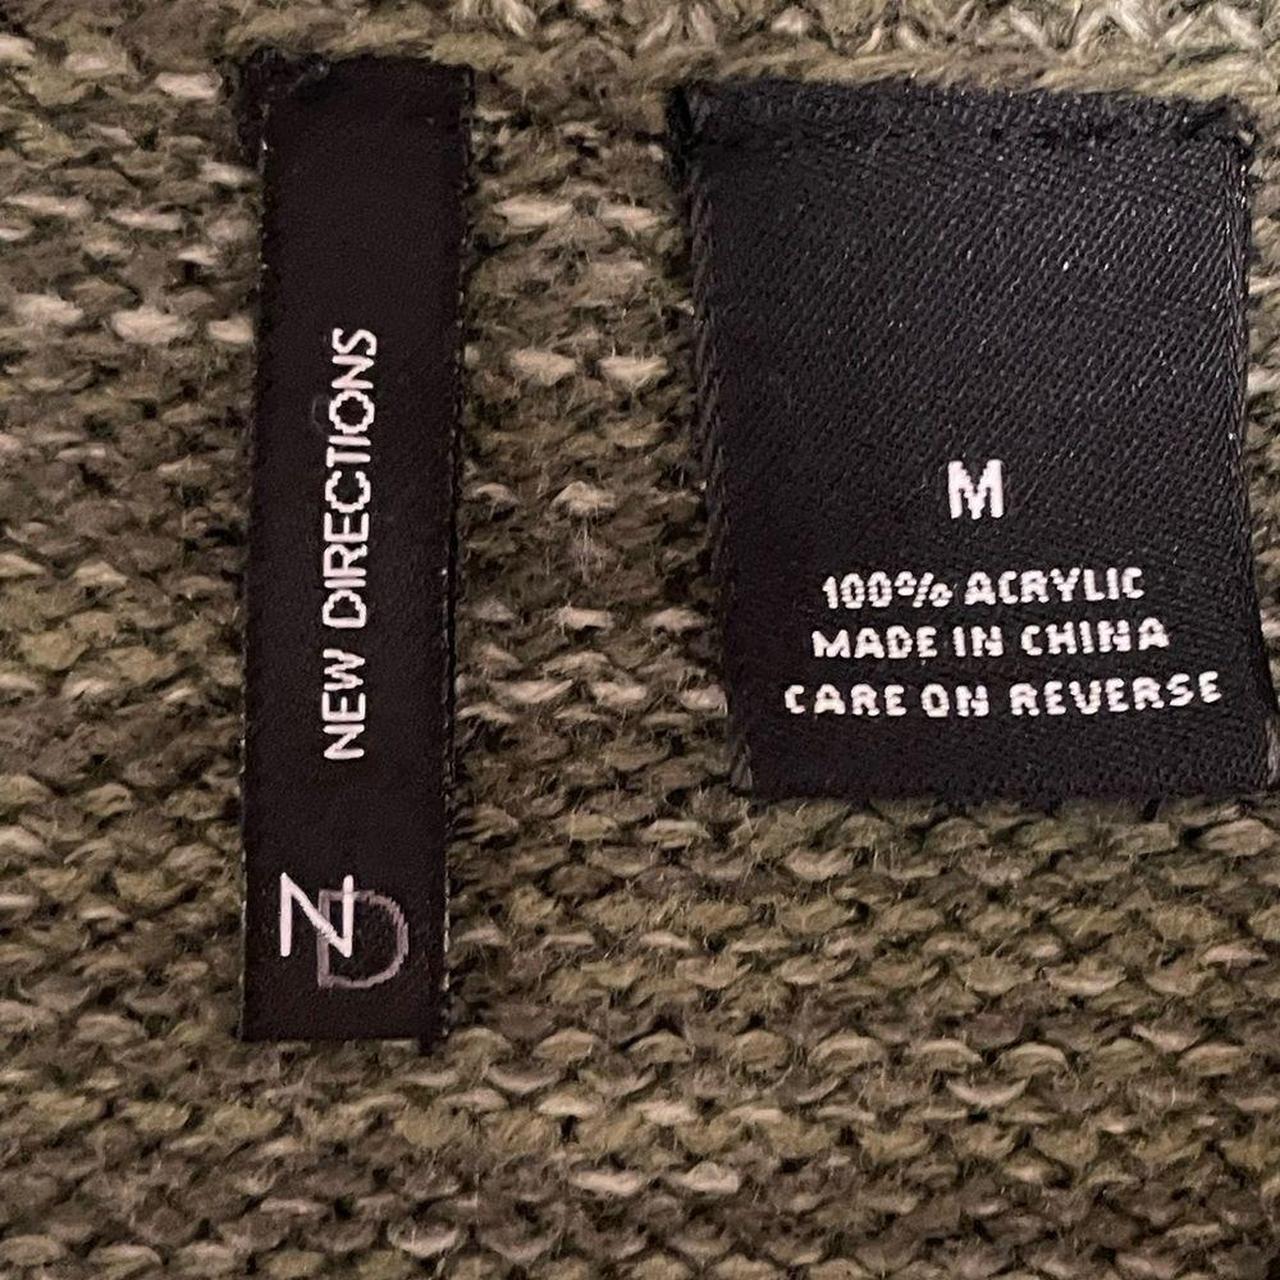 NEW DIRECTIONS
ND
M
100% ACRYLIC
MADE IN CHINA
CARE ON REVERSE